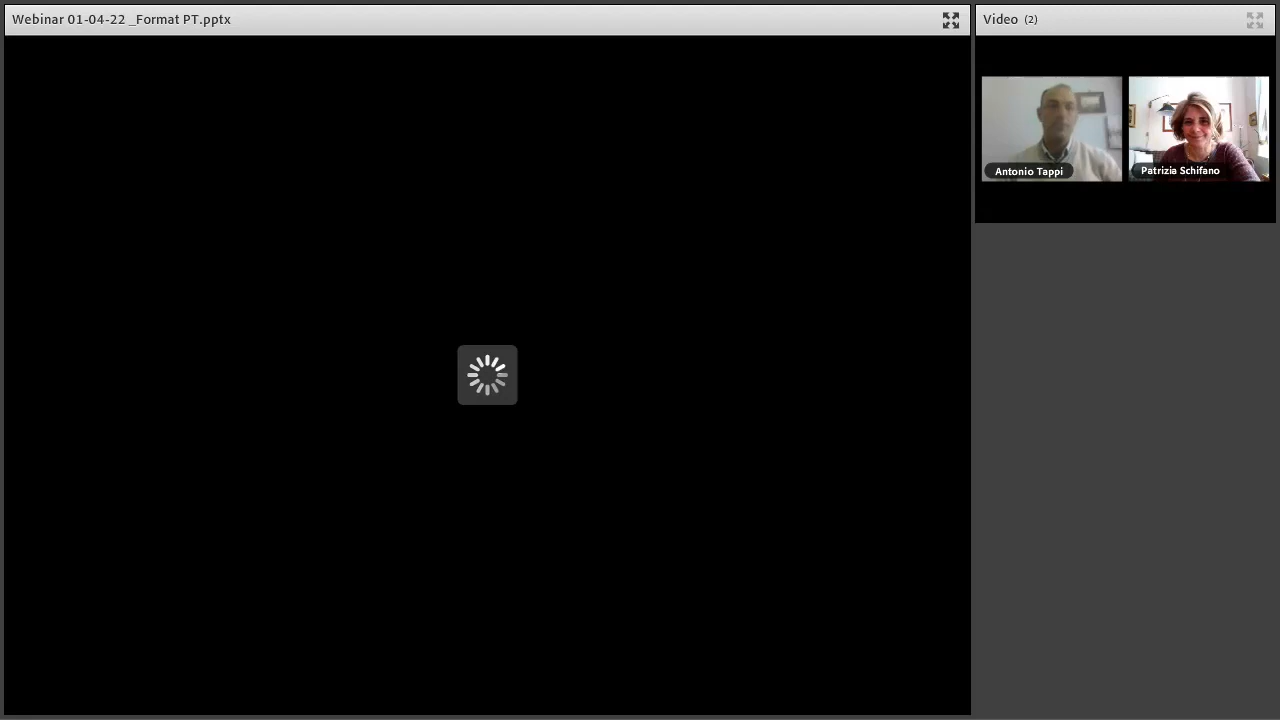 Webinar 01-04-22 _Format PT.pptx
Video (2)
Antonio Tappi
Patrizia Schifano